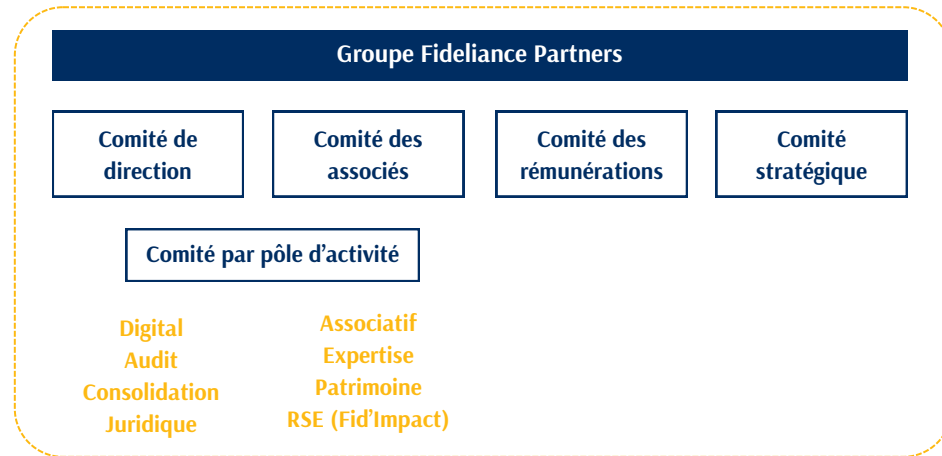 Groupe Fideliance Partners
Comité de
direction
Comité des
associés
Comité des
rémunérations
Comité
stratégique
Comité par pôle d’activité
Digital
Audit
Consolidation
Juridique
Associatif
Expertise
Patrimoine
RSE (Fid’Impact)